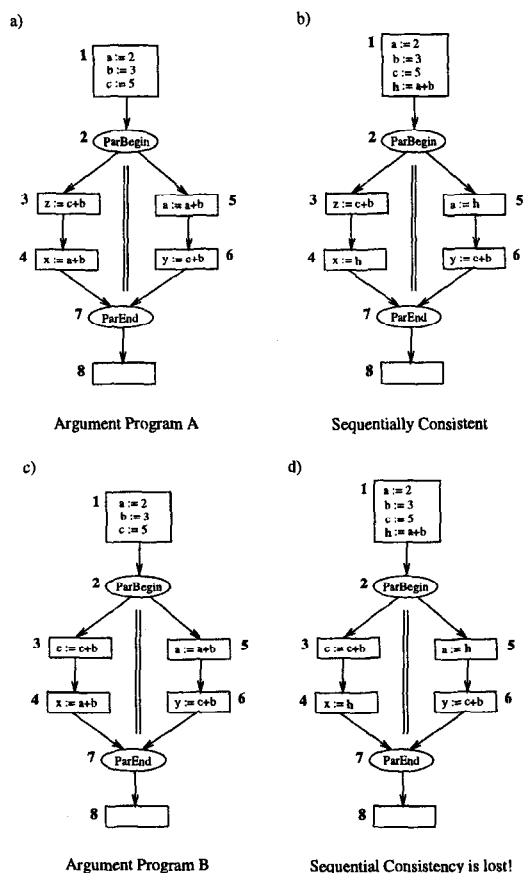 a)
1
a := 2
b := 3
c := 5
2
ParBegin
3
z := c+b
a := a+b
5
4
x := a+b
y := c+b
6
7
ParEnd
8
Argument Program A
b)
1
a := 2
b := 3
c := 5
h := a+b
2
ParBegin
3
z := c+b
a := h
5
4
x := h
y := c+b
6
7
ParEnd
8
Sequentially Consistent
c)
1
a := 2
b := 3
c := 5
2
ParBegin
3
c := c+b
a := a+b
5
4
x := a+b
y := c+b
6
7
ParEnd
8
Argument Program B
d)
1
a := 2
b := 3
c := 5
h := a+b
2
ParBegin
3
c := c+b
a := h
5
4
x := h
y := c+b
6
7
ParEnd
8
Sequential Consistency is lost!